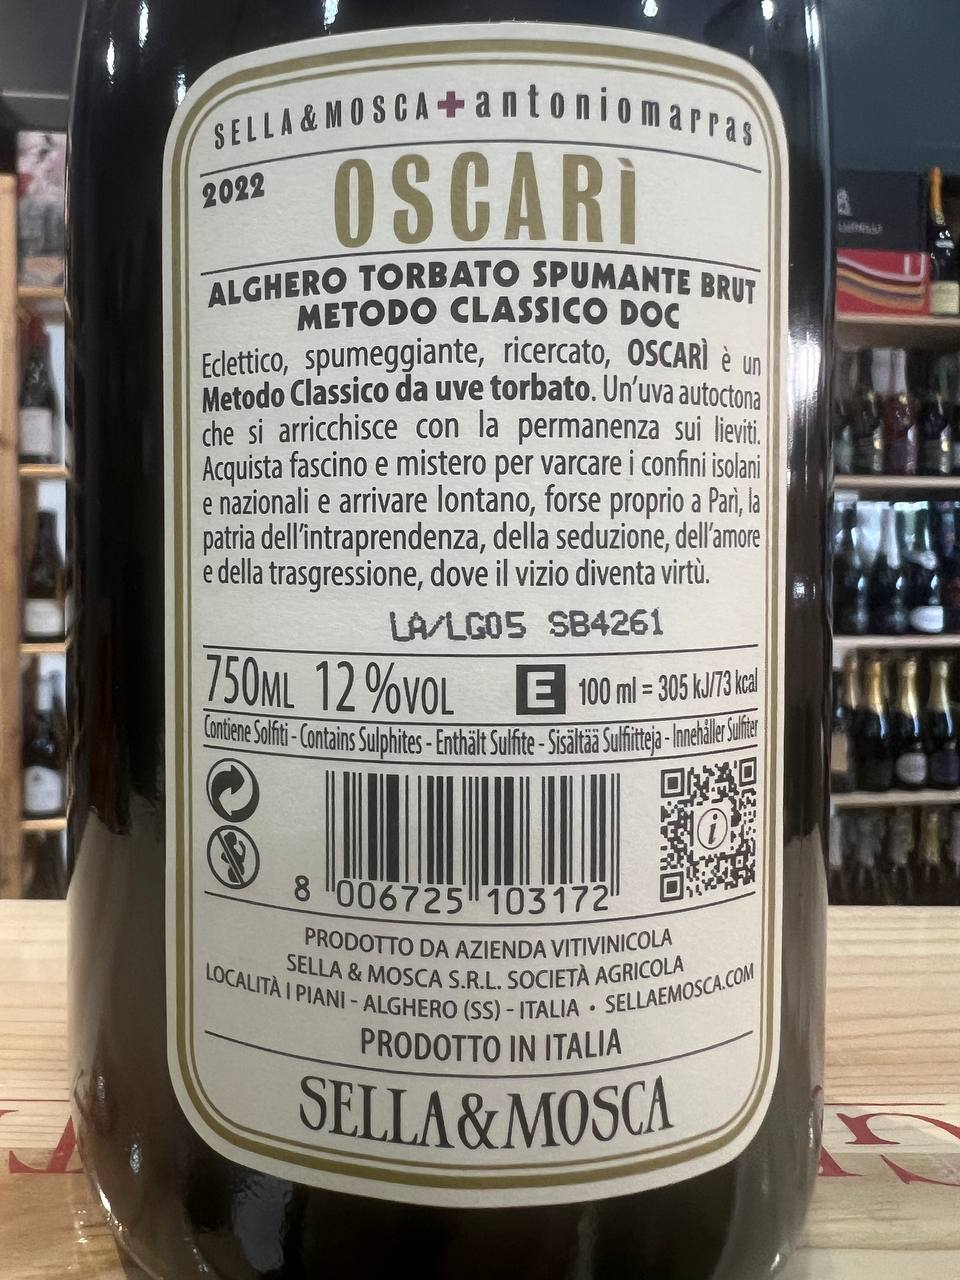 SELLA&MOSCA+antoniomarras
2022 OSCARÌ
ALGHERO TORBATO SPUMANTE BRUT
METODO CLASSICO DOC
Eclettico, spumeggiante, ricercato, OSCARÌ è un
Metodo Classico da uve torbato. Un'uva autoctona
che si arricchisce con la permanenza sui lieviti.
Acquista fascino e mistero per varcare i confini isolani
e nazionali e arrivare lontano, forse proprio a Parì, la
patria dell'intraprendenza, della seduzione, dell'amore
e della trasgressione, dove il vizio diventa virtù.
LA/LG05 SB4261
750ML 12%VOL E 100 ml = 305 kJ/73 kcal
Contiene Solfiti - Contains Sulphites - Enthält Sulfite - Sisältää Sulfiitteja - Innehåller Sulfiter
i
8 006725 103172
PRODOTTO DA AZIENDA VITIVINICOLA
SELLA & MOSCA S.R.L. SOCIETÀ AGRICOLA
LOCALITÀ I PIANI - ALGHERO (SS) - ITALIA • SELLAEMOSCA.COM
PRODOTTO IN ITALIA
SELLA&MOSCA